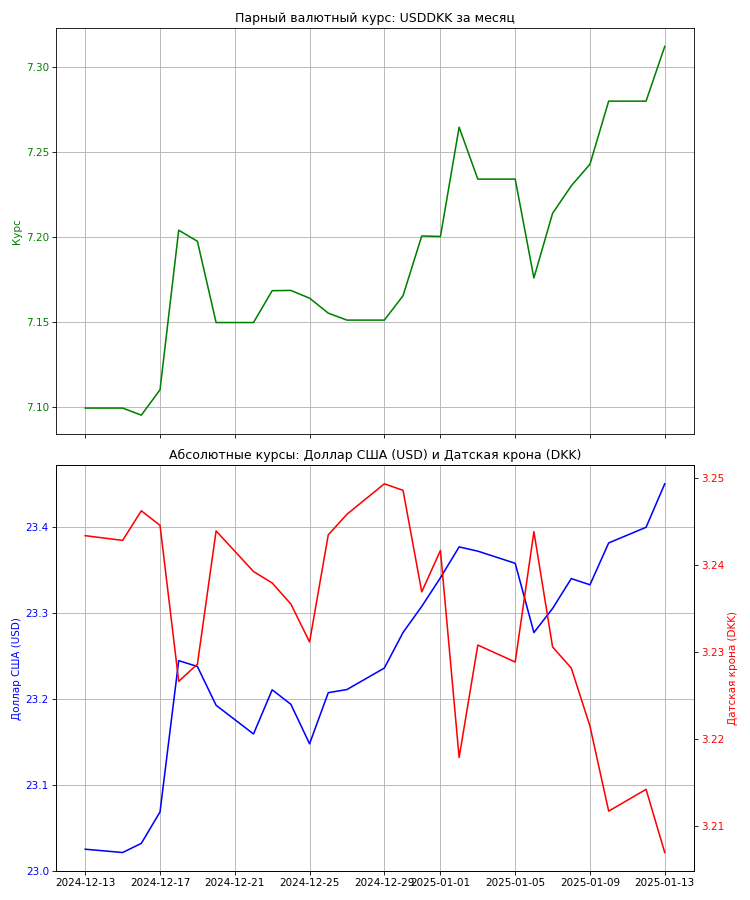 Парный валютный курс: USDDKK за месяц
Курс
7.30
7.25
7.20
7.15
7.10
Абсолютные курсы: Доллар США (USD) и Датская крона (DKK)
Доллар США (USD)
23.4
23.3
23.2
23.1
23.0
3.25
3.24
3.23
3.22
3.21
Датская крона (DKK)
2024-12-13 2024-12-17 2024-12-21 2024-12-25 2024-12-29 2025-01-01 2025-01-05 2025-01-09 2025-01-13